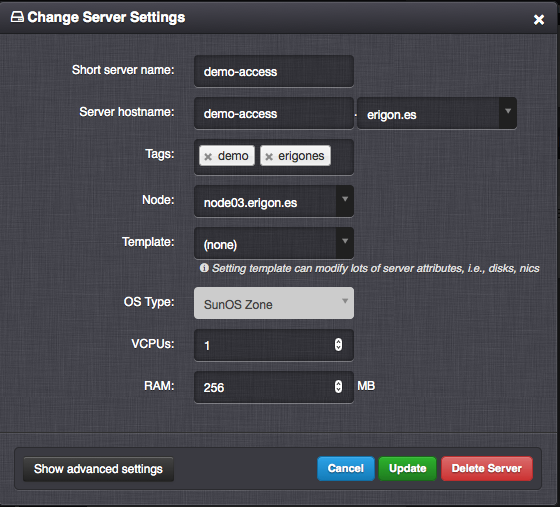 Change Server Settings ×
Short server name: demo-access
Server hostname: demo-access . erigon.es
Tags: × demo × erigones
Node: node03.erigon.es
Template: (none)
Setting template can modify lots of server attributes, i.e., disks, nics
OS Type: SunOS Zone
VCPUs: 1
RAM: 256 MB
Show advanced settings Cancel Update Delete Server